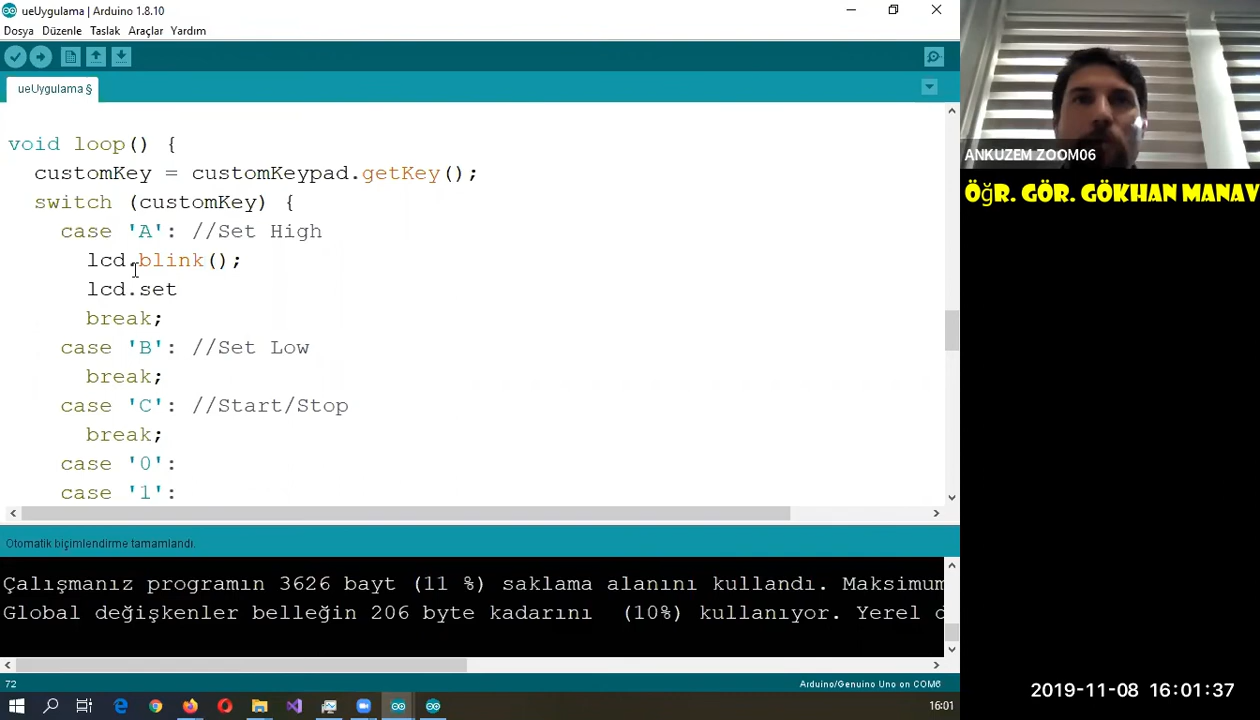 ueUygulama | Arduino 1.8.10
Dosya Düzenle Taslak Araçlar Yardım
ueUygulama §
void loop() {
customKey = customKeypad.getKey();
switch (customKey) {
case 'A': //Set High
lcd.blink();
lcd.set
break;
case 'B': //Set Low
break;
case 'C': //Start/Stop
break;
case '0':
case '1':
Otomatik biçimlendirme tamamlandı.
Çalışmanız programın 3626 bayt (11 %) saklama alanını kullandı. Maksimum
Global değişkenler belleğin 206 byte kadarını (10%) kullanıyor. Yerel d
72
Arduino/Genuino Uno on COM6
16:01
ANKUZEM ZOOM06
ÖĞR. GÖR. GÖKHAN MANAV
2019-11-08 16:01:37